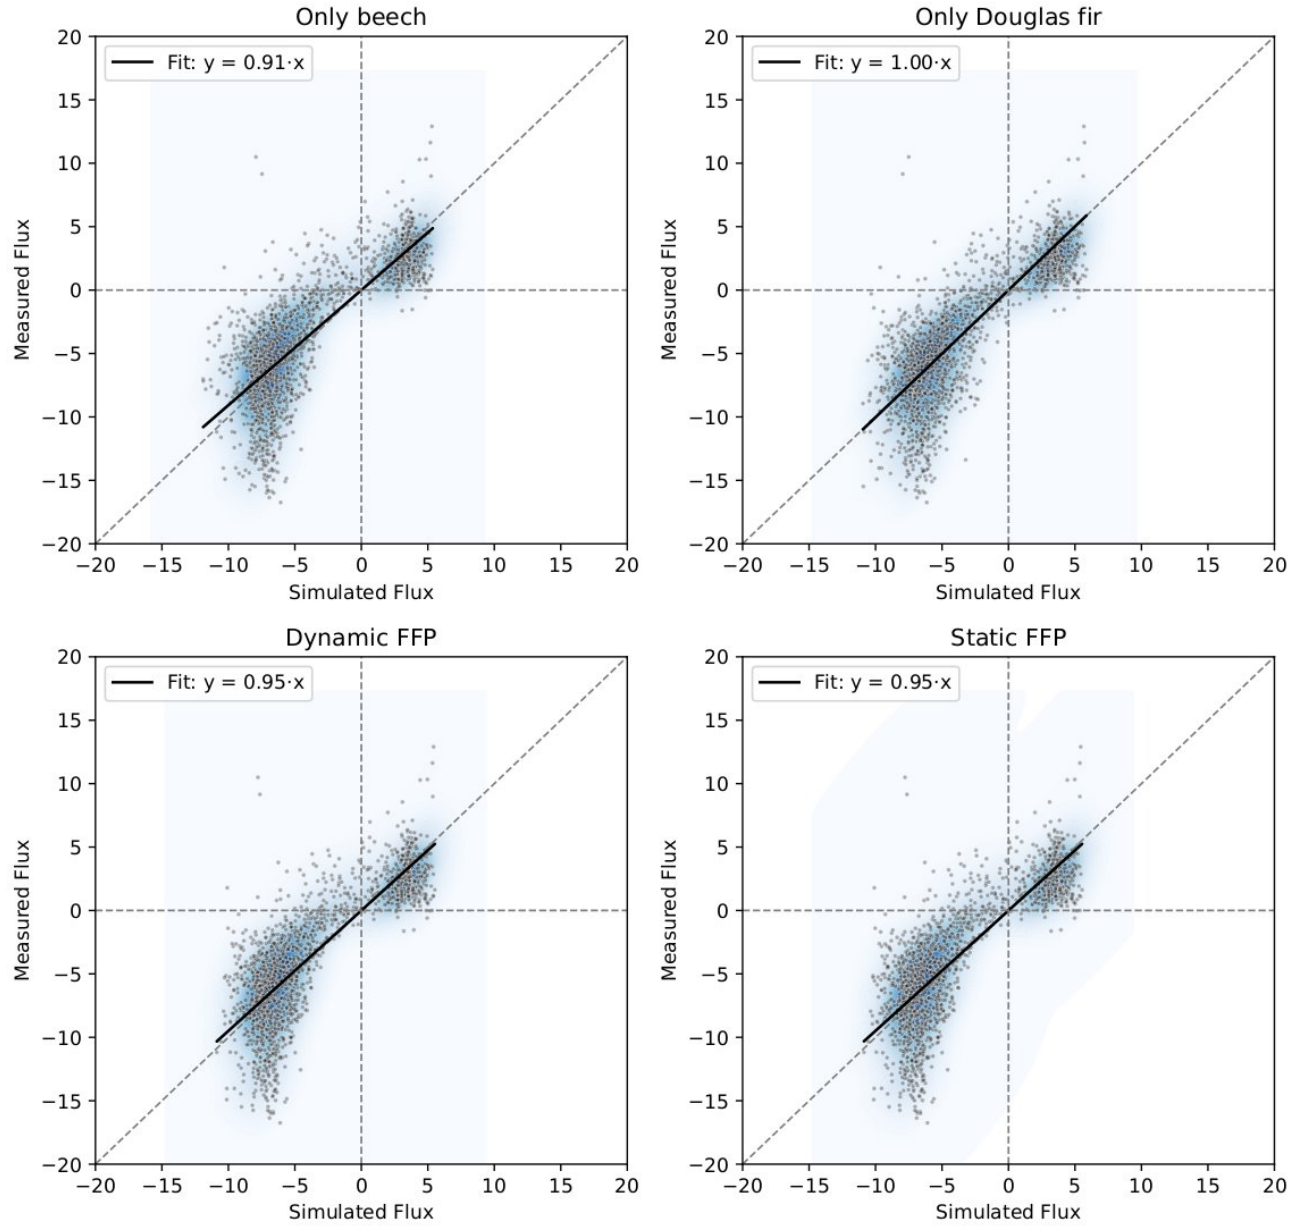 Only beech
Fit: y = 0.91·x
20
15
10
5
0
−5
−10
−15
−20
Measured Flux
−20 −15 −10 −5 0 5 10 15 20
Simulated Flux
Only Douglas fir
Fit: y = 1.00·x
20
15
10
5
0
−5
−10
−15
−20
Measured Flux
−20 −15 −10 −5 0 5 10 15 20
Simulated Flux
Dynamic FFP
Fit: y = 0.95·x
20
15
10
5
0
−5
−10
−15
−20
Measured Flux
−20 −15 −10 −5 0 5 10 15 20
Simulated Flux
Static FFP
Fit: y = 0.95·x
20
15
10
5
0
−5
−10
−15
−20
Measured Flux
−20 −15 −10 −5 0 5 10 15 20
Simulated Flux